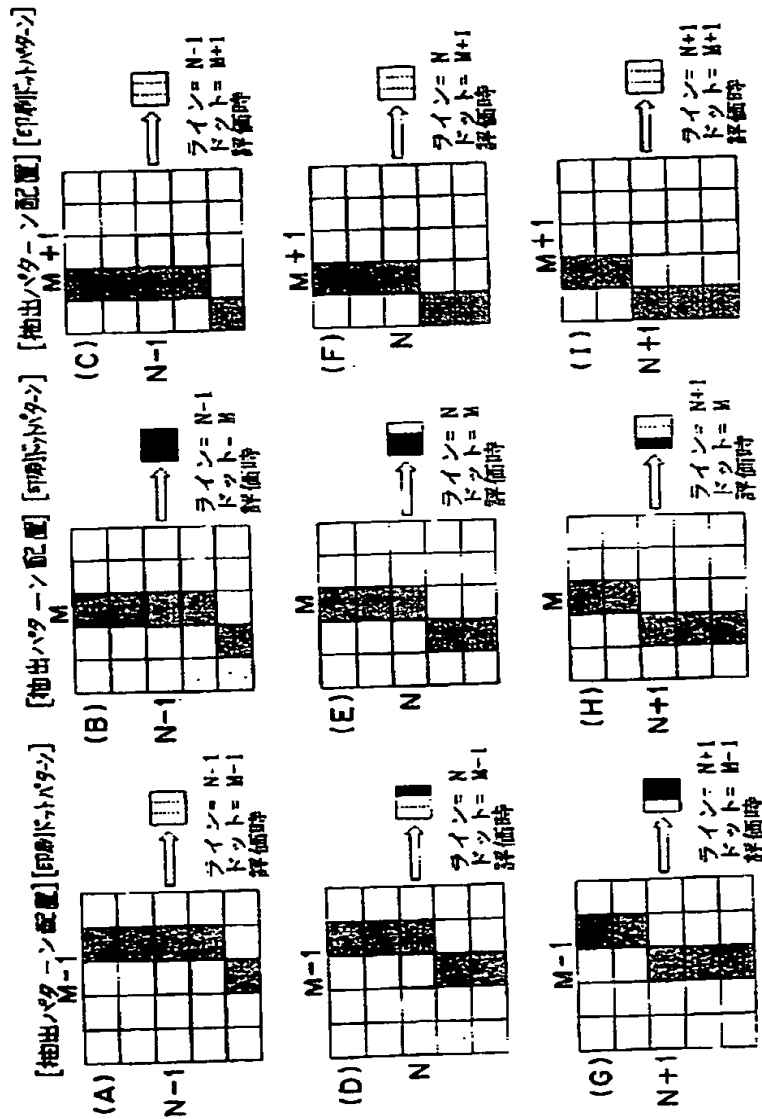 [抽出パターン配置][印刷ドットパターン]
M-1
(A)
N-1
ライン= N-1
ドット= M-1
評価時
[抽出パターン配置][印刷ドットパターン]
M
(B)
N-1
ライン= N-1
ドット= M
評価時
[抽出パターン配置][印刷ドットパターン]
M+1
(C)
N-1
ライン= N-1
ドット= M+1
評価時
M-1
(D)
N
ライン= N
ドット= M-1
評価時
M
(E)
N
ライン= N
ドット= M
評価時
M+1
(F)
N
ライン= N
ドット= M+1
評価時
M-1
(G)
N+1
ライン= N+1
ドット= M-1
評価時
M
(H)
N+1
ライン= N+1
ドット= M
評価時
M+1
(I)
N+1
ライン= N+1
ドット= M+1
評価時